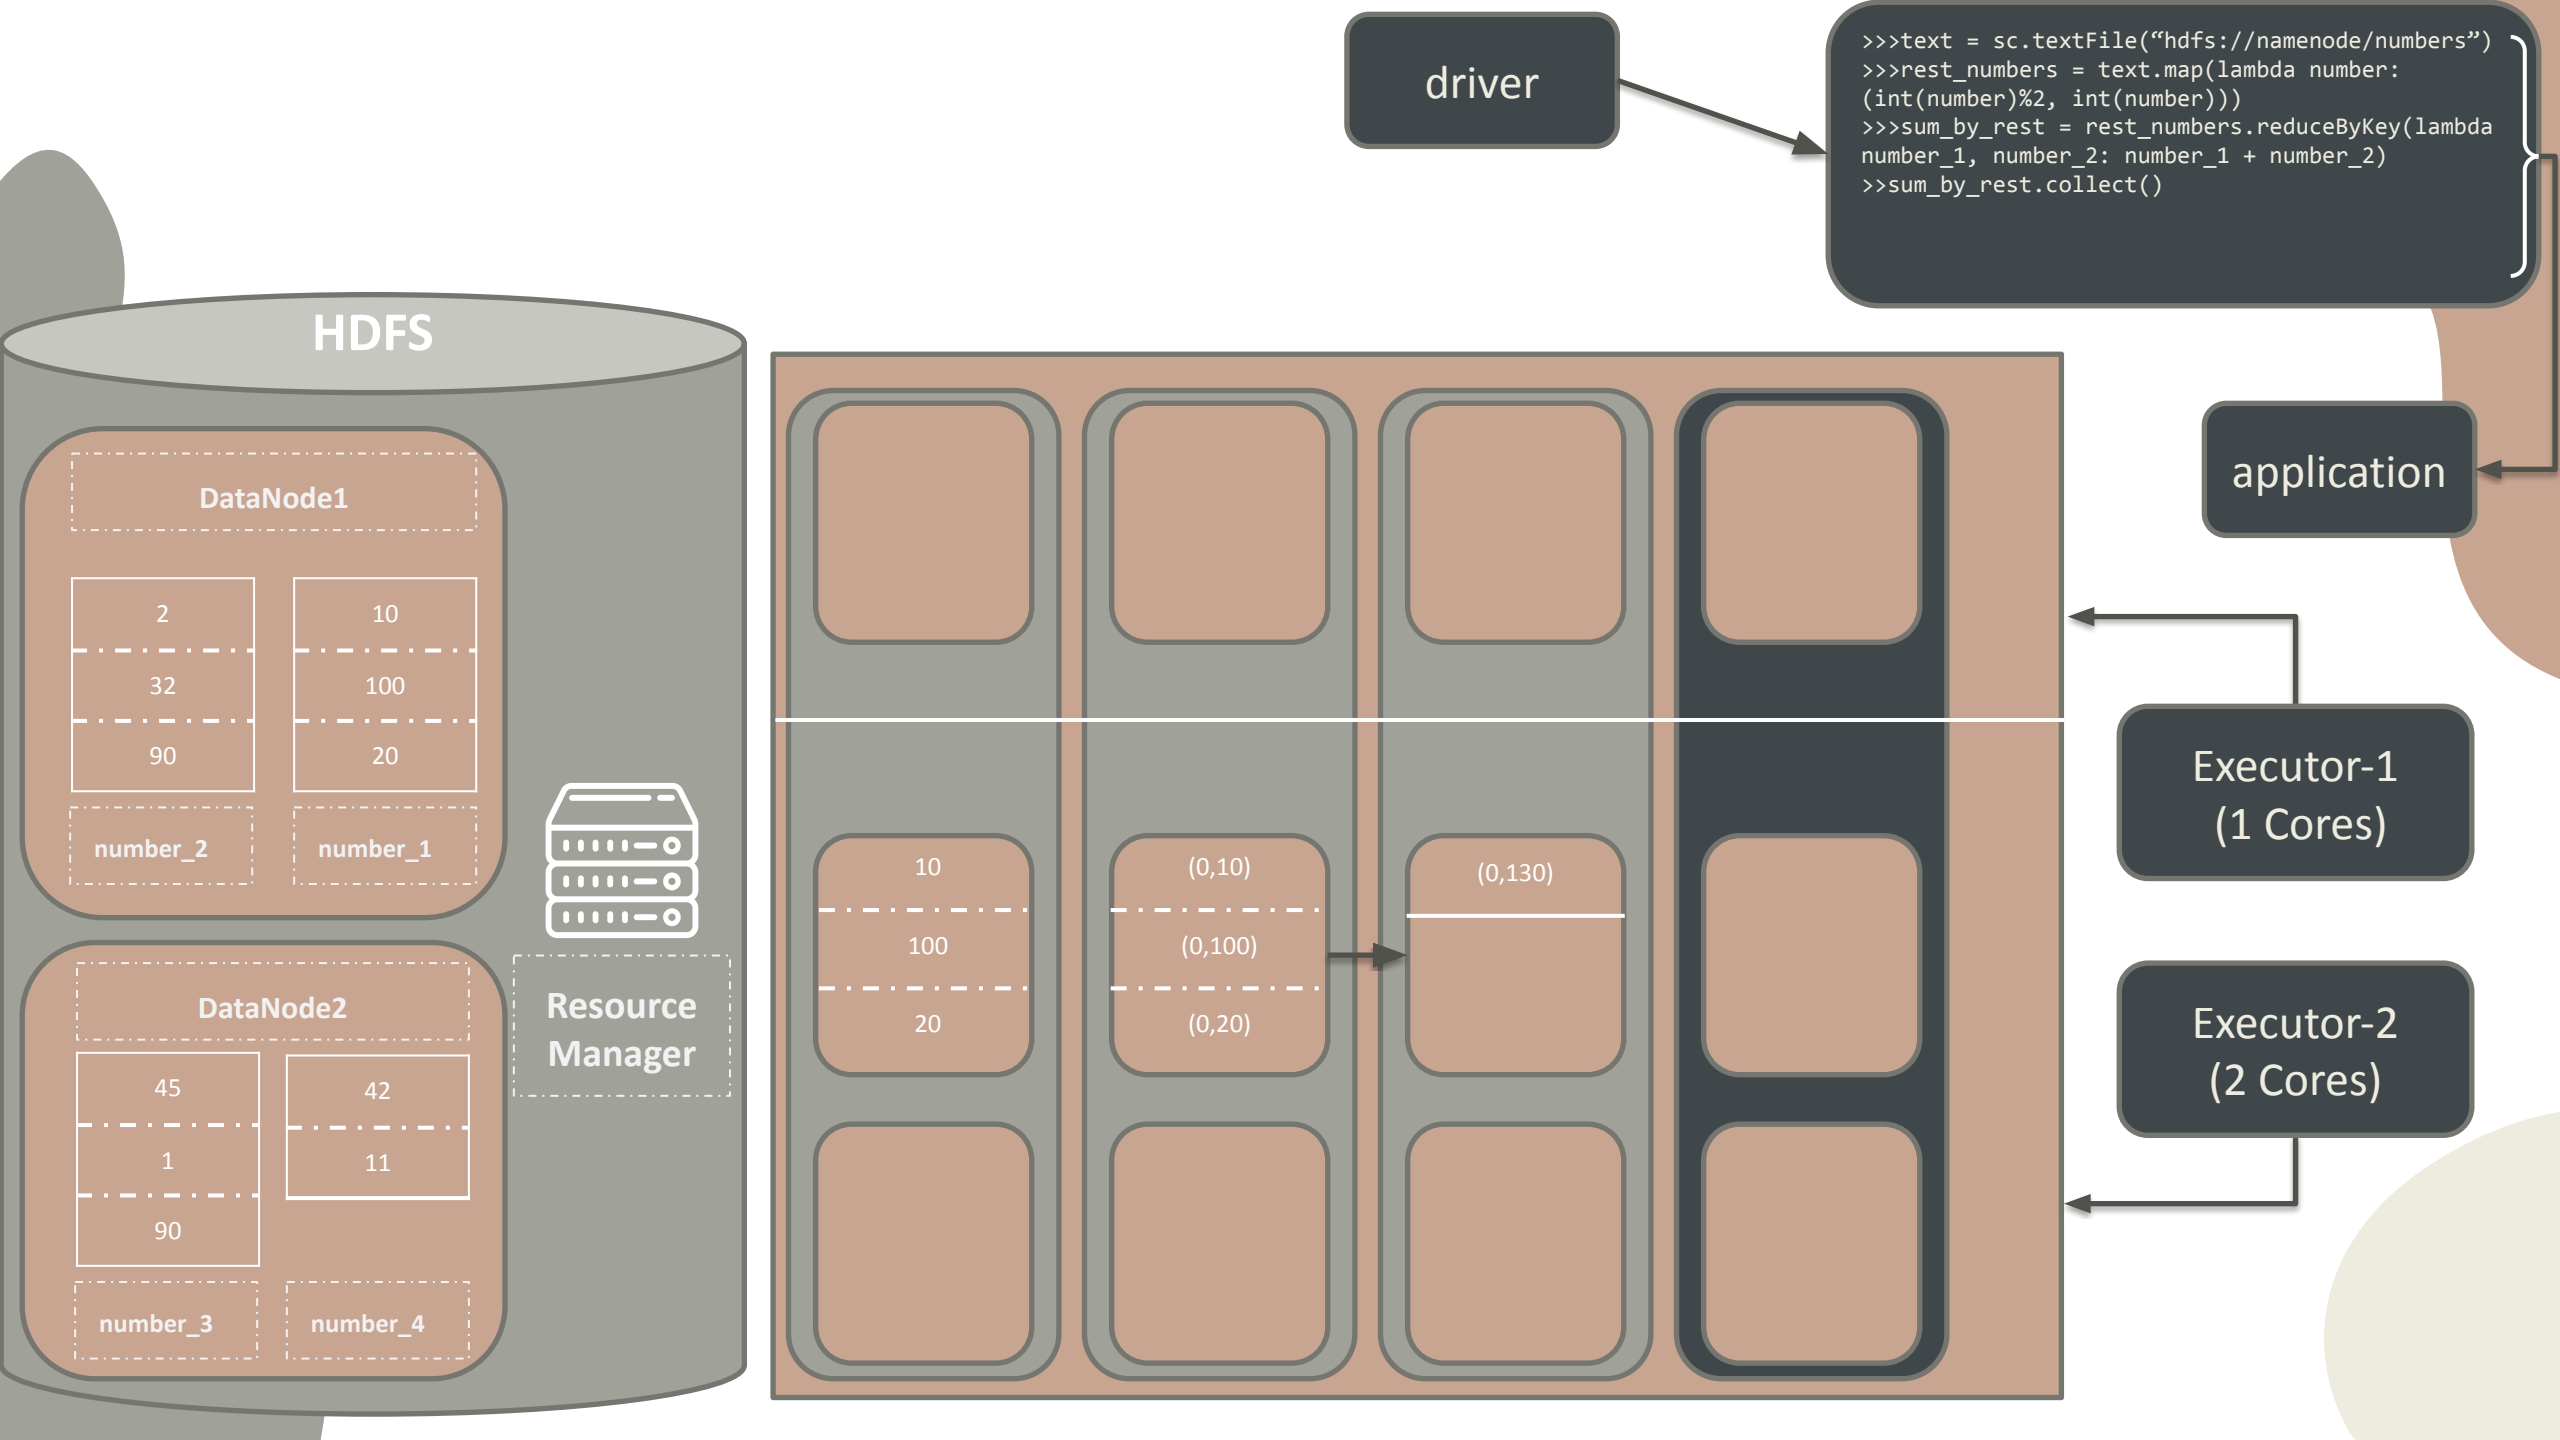 driver
>>>text = sc.textFile(“hdfs://namenode/numbers”)
>>>rest_numbers = text.map(lambda number:
(int(number)%2, int(number)))
>>>sum_by_rest = rest_numbers.reduceByKey(lambda
number_1, number_2: number_1 + number_2)
>>sum_by_rest.collect()
application
HDFS
DataNode1
2
32
90
number_2
10
100
20
number_1
DataNode2
45
1
90
number_3
42
11
number_4
Resource
Manager
10
100
20
(0,10)
(0,100)
(0,20)
(0,130)
Executor-1
(1 Cores)
Executor-2
(2 Cores)